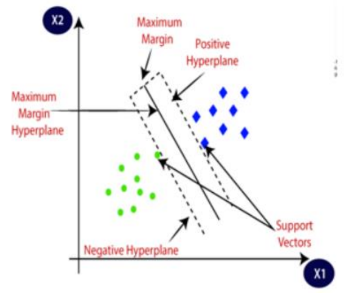 X2
Maximum
Margin
Positive
Hyperplane
Maximum
Margin
Hyperplane
Support
Vectors
Negative Hyperplane
X1